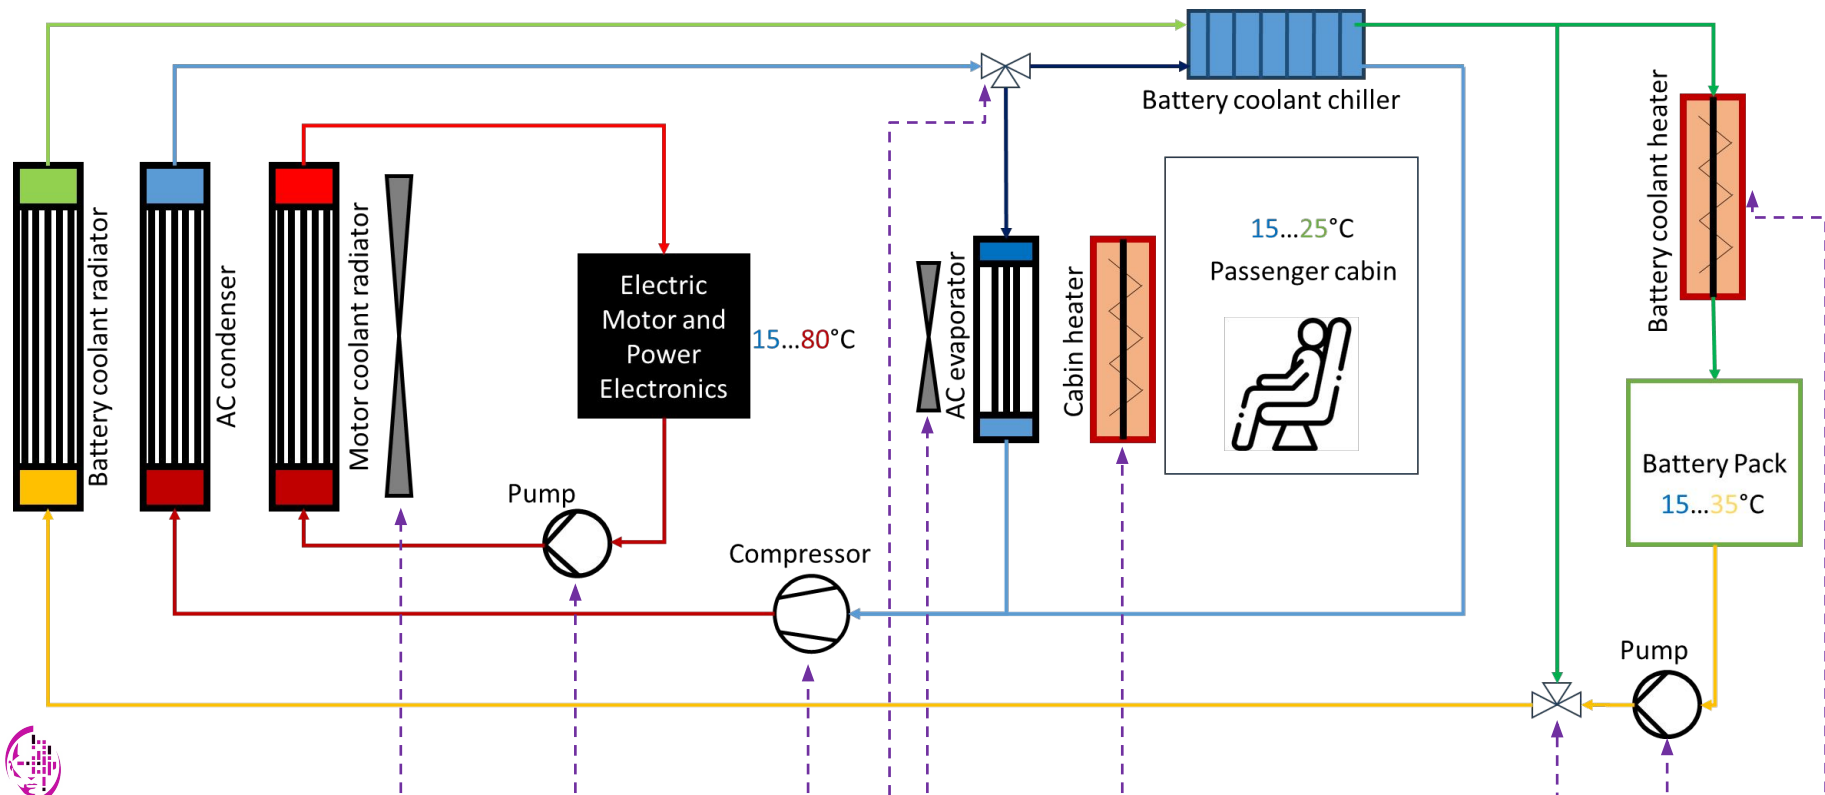 Battery coolant chiller
Battery coolant radiator
AC condenser
Motor coolant radiator
Electric
Motor and
Power
Electronics
15...80°C
Pump
Compressor
AC evaporator
Cabin heater
15...25°C
Passenger cabin
Battery coolant heater
Battery Pack
15...35°C
Pump